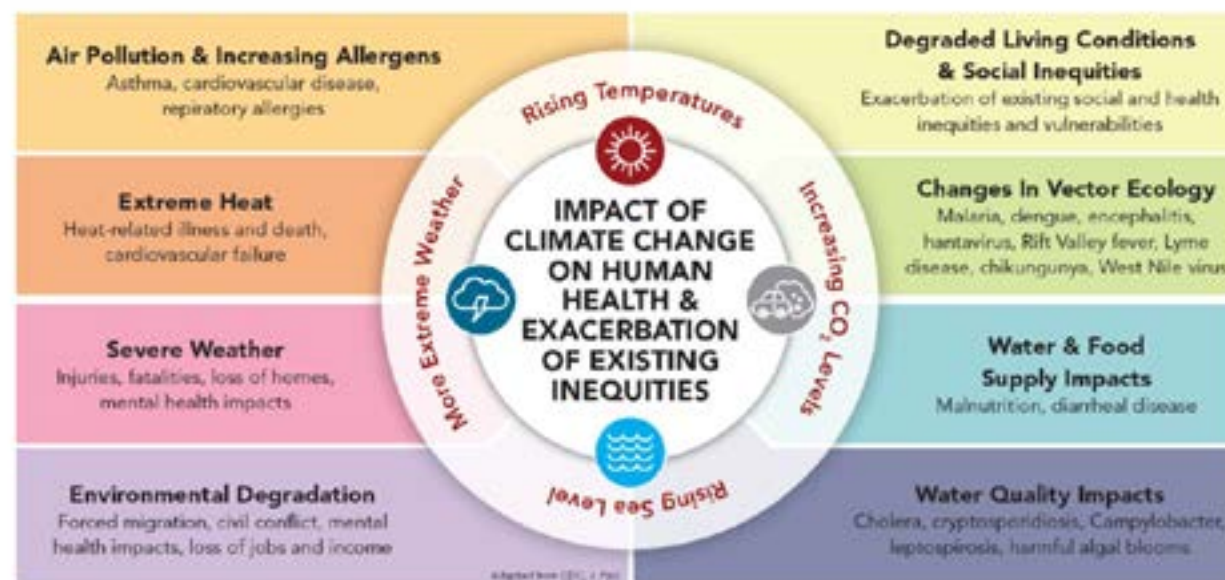 Air Pollution & Increasing Allergens
Asthma, cardiovascular disease,
repiratory allergies
Extreme Heat
Heat-related illness and death,
cardiovascular failure
Severe Weather
Injuries, fatalities, loss of homes,
mental health impacts
Environmental Degradation
Forced migration, civil conflict, mental
health impacts, loss of jobs and income
Adapted from CDC, J. Patz
Rising Temperatures
More Extreme Weather
IMPACT OF
CLIMATE CHANGE
ON HUMAN
HEALTH &
EXACERBATION
OF EXISTING
INEQUITIES
Increasing CO₂ Levels
Rising Sea Level
Degraded Living Conditions
& Social Inequities
Exacerbation of existing social and health
inequities and vulnerabilities
Changes In Vector Ecology
Malaria, dengue, encephalitis,
hantavirus, Rift Valley fever, Lyme
disease, chikungunya, West Nile virus
Water & Food
Supply Impacts
Malnutrition, diarrheal disease
Water Quality Impacts
Cholera, cryptosporidiosis, Campylobacter,
leptospirosis, harmful algal blooms